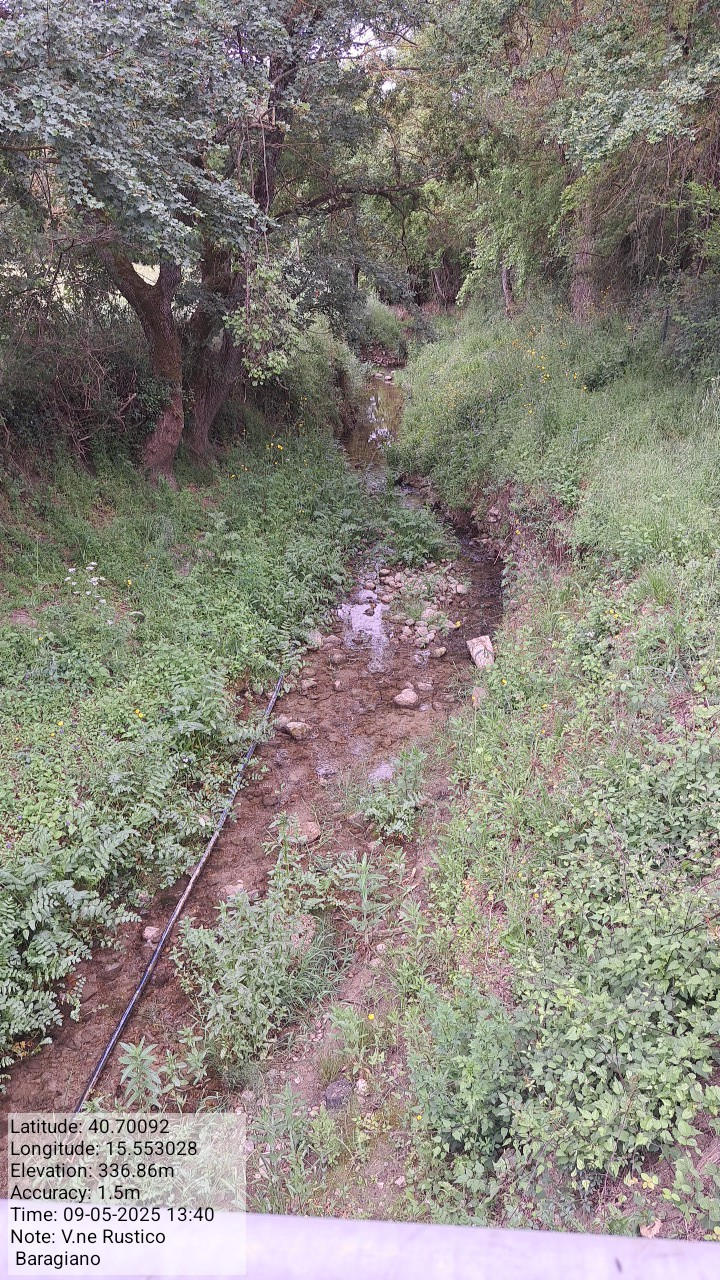 Latitude: 40.70092
Longitude: 15.553028
Elevation: 336.86m
Accuracy: 1.5m
Time: 09-05-2025 13:40
Note: V.ne Rustico
Baragiano